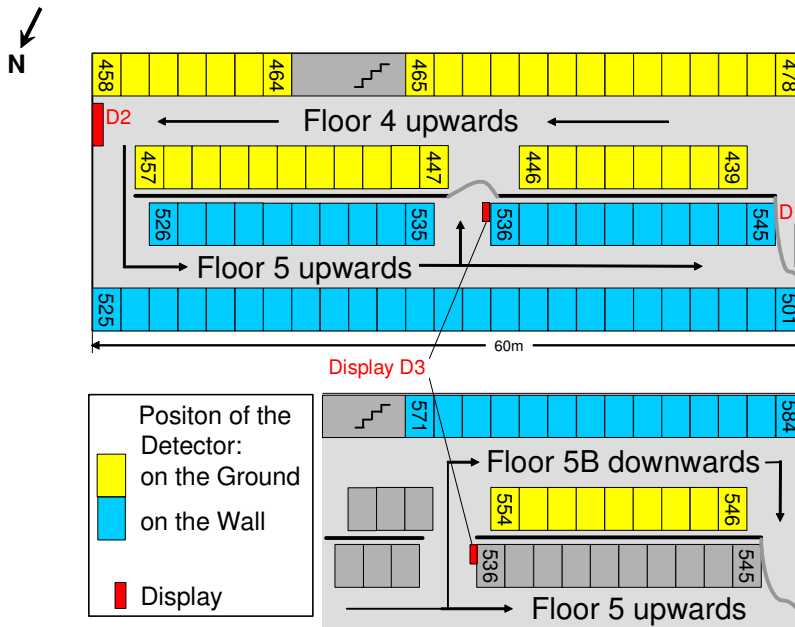 N
458
464
465
478
D2
Floor 4 upwards
457
447
446
439
D
526
535
536
545
Floor 5 upwards
525
501
60m
Display D3
Positon of the
Detector:
on the Ground
on the Wall
Display
571
584
Floor 5B downwards
554
546
536
545
Floor 5 upwards